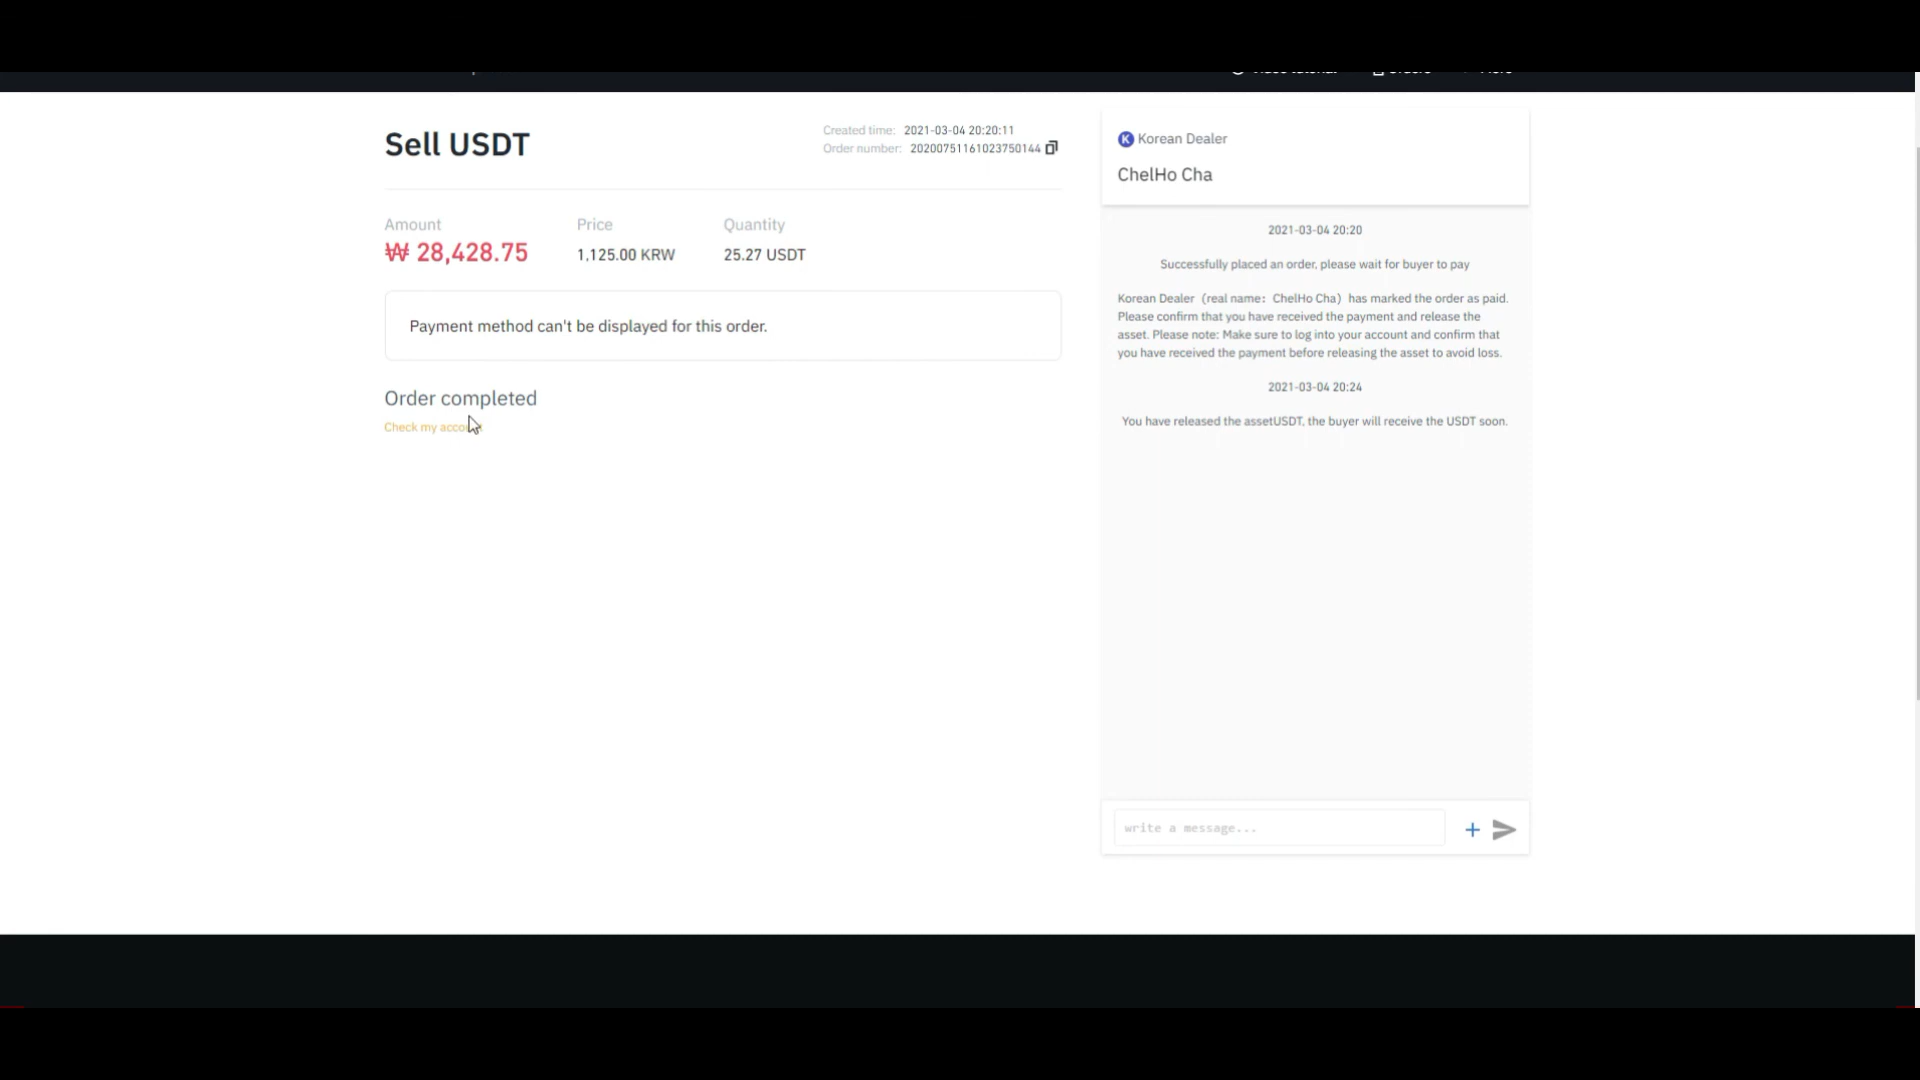 Sell USDT
Created time: 2021-03-04 20:20:11
Order number: 20200751161023750144
Amount
₩ 28,428.75
Price
1,125.00 KRW
Quantity
25.27 USDT
Payment method can't be displayed for this order.
Order completed
Check my account
K Korean Dealer
ChelHo Cha
2021-03-04 20:20
Successfully placed an order, please wait for buyer to pay
Korean Dealer (real name: ChelHo Cha) has marked the order as paid.
Please confirm that you have received the payment and release the
asset. Please note: Make sure to log into your account and confirm that
you have received the payment before releasing the asset to avoid loss.
2021-03-04 20:24
You have released the assetUSDT, the buyer will receive the USDT soon.
write a message...